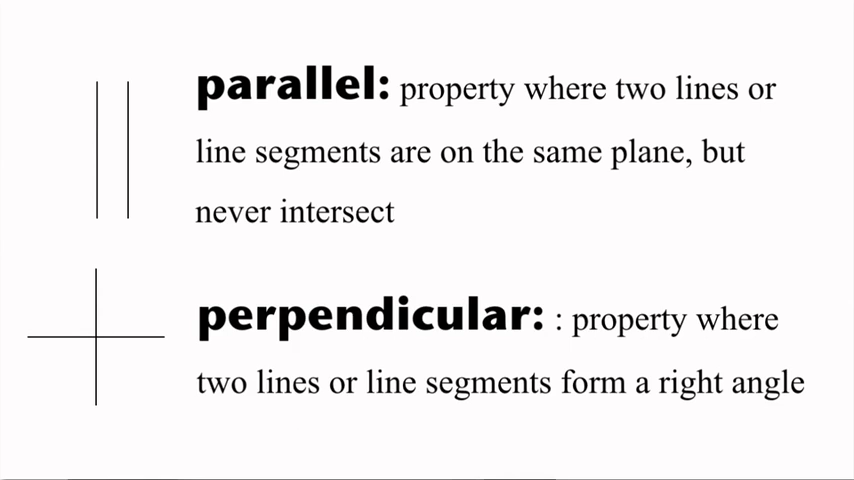 parallel: property where two lines or
line segments are on the same plane, but
never intersect
perpendicular: : property where
two lines or line segments form a right angle